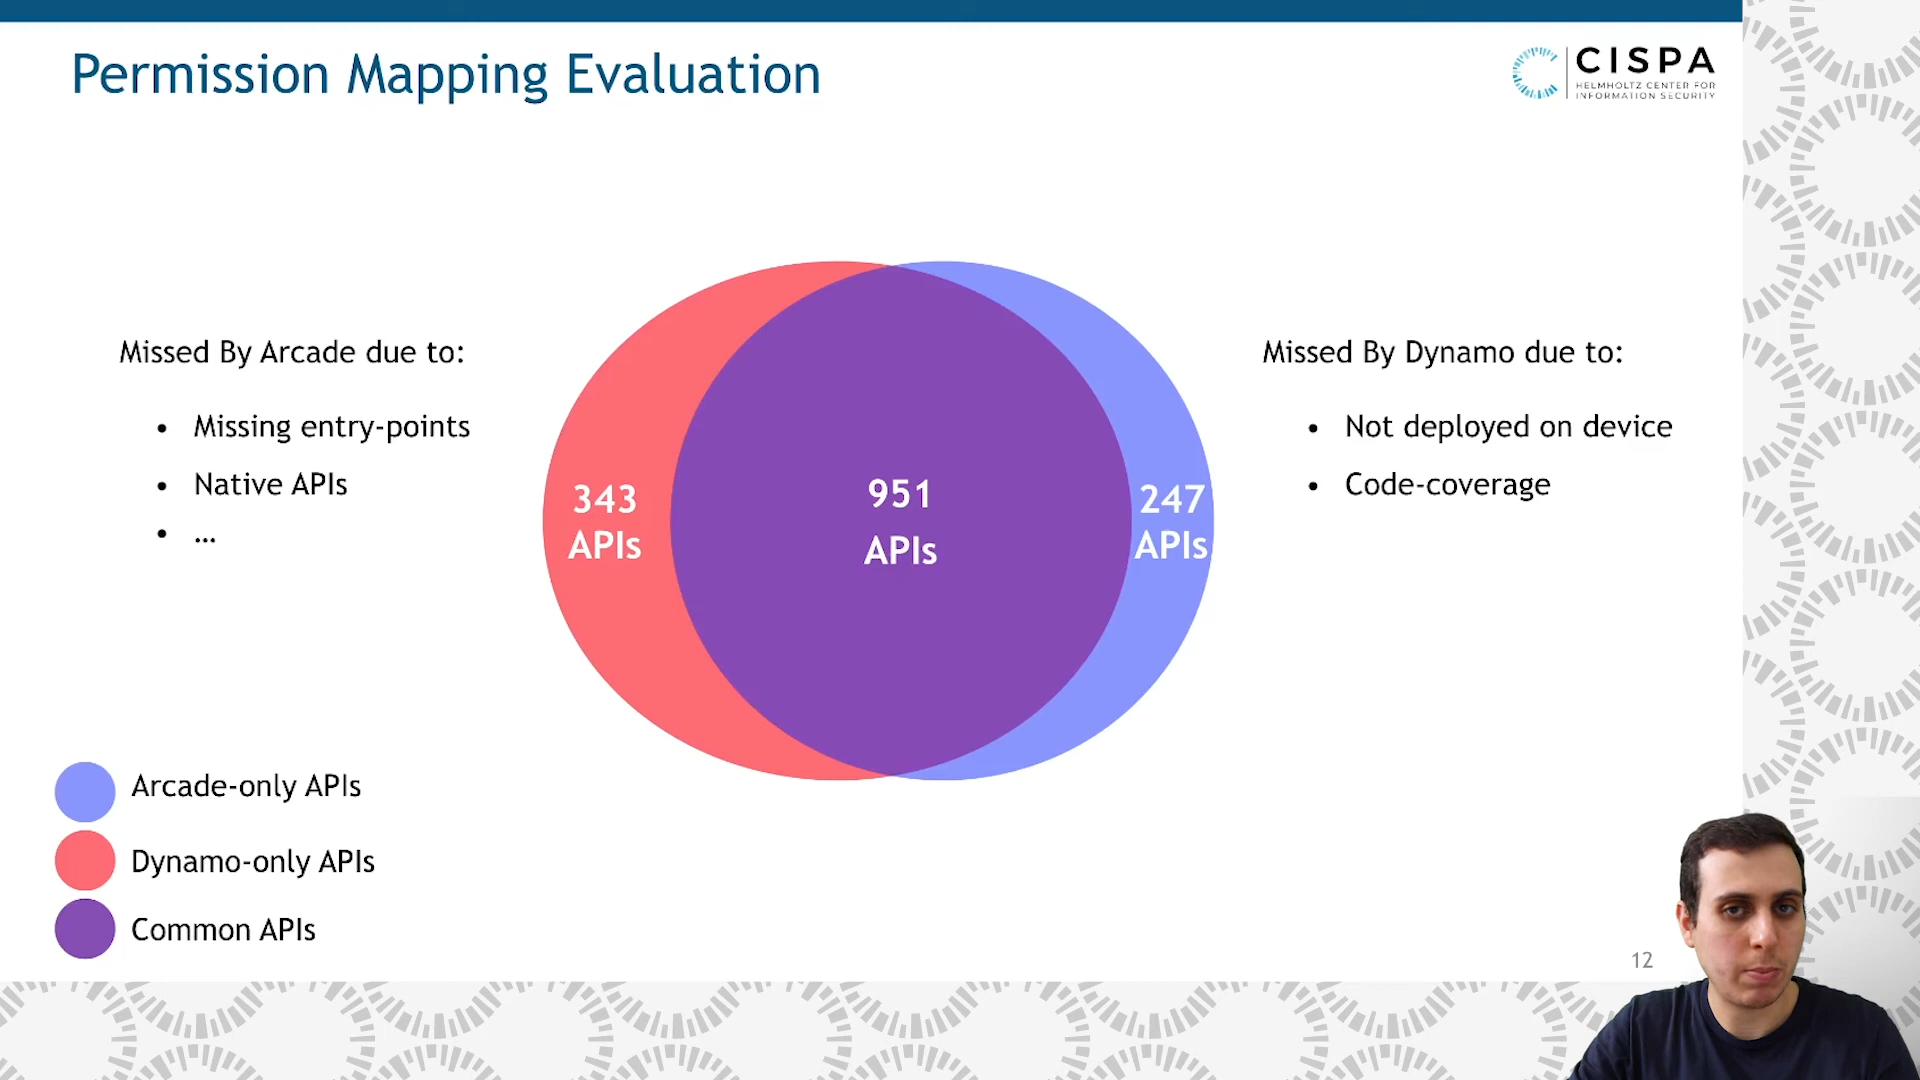 Permission Mapping Evaluation
CISPA
HELMHOLTZ CENTER FOR
INFORMATION SECURITY
Missed By Arcade due to:
• Missing entry-points
• Native APIs
• …
343
APIs
951
APIs
247
APIs
Missed By Dynamo due to:
• Not deployed on device
• Code-coverage
Arcade-only APIs
Dynamo-only APIs
Common APIs
12